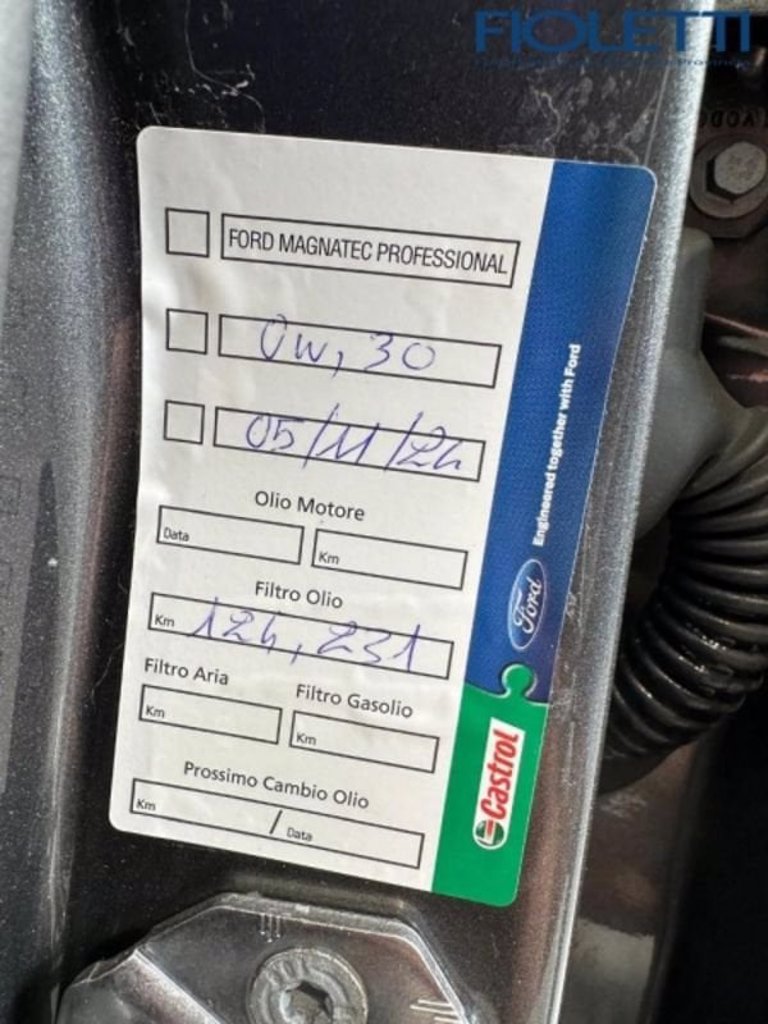 FIOLETTI
FORD MAGNATEC PROFESSIONAL
0W, 30
05/11/24
Olio Motore
Data
Km
Filtro Olio
Km 124,231
Filtro Aria
Filtro Gasolio
Km
Km
Prossimo Cambio Olio
Km / Data
Engineered together with Ford
Ford
Castrol